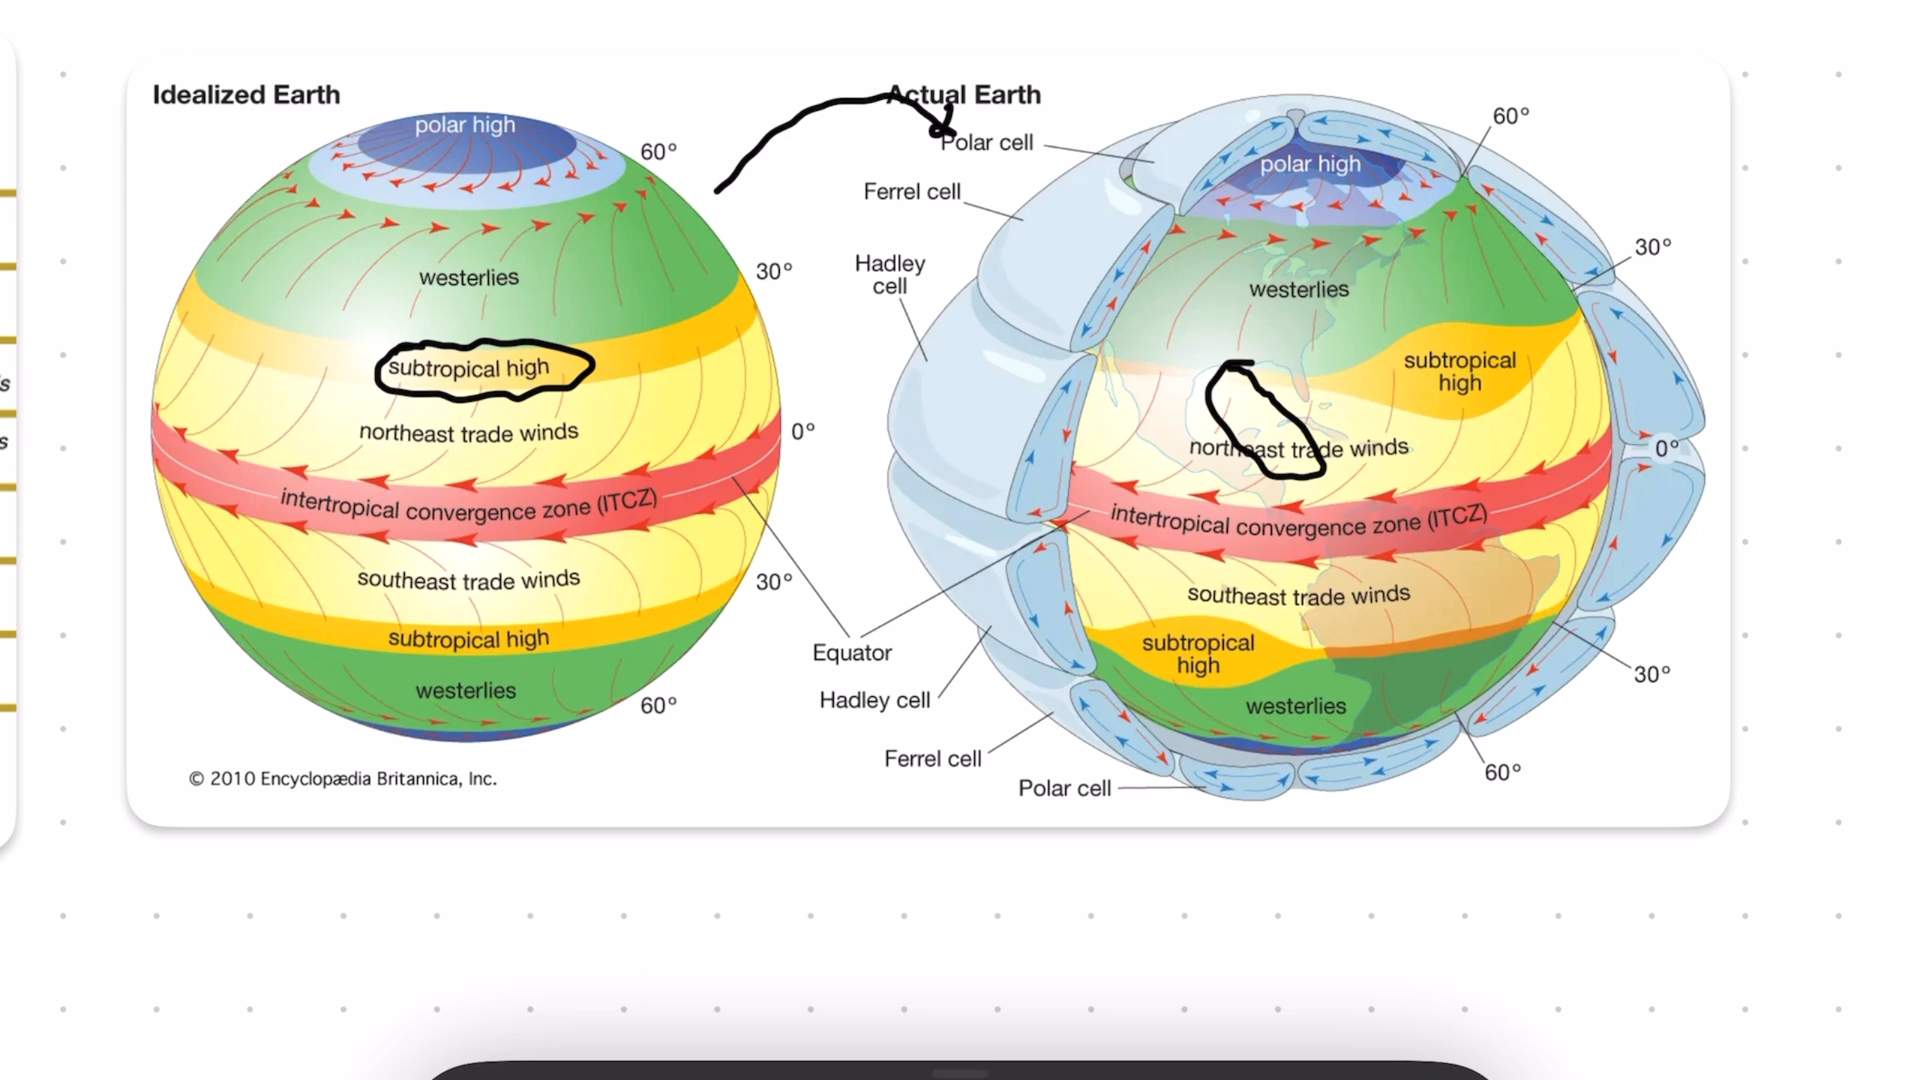 Idealized Earth
polar high
60°
westerlies
30°
subtropical high
northeast trade winds
0°
intertropical convergence zone (ITCZ)
southeast trade winds
30°
subtropical high
westerlies
60°
© 2010 Encyclopædia Britannica, Inc.
Actual Earth
Polar cell
Ferrel cell
Hadley
cell
Equator
Hadley cell
Ferrel cell
Polar cell
60°
polar high
30°
westerlies
subtropical
high
northeast trade winds
0°
intertropical convergence zone (ITCZ)
southeast trade winds
subtropical
high
30°
westerlies
60°